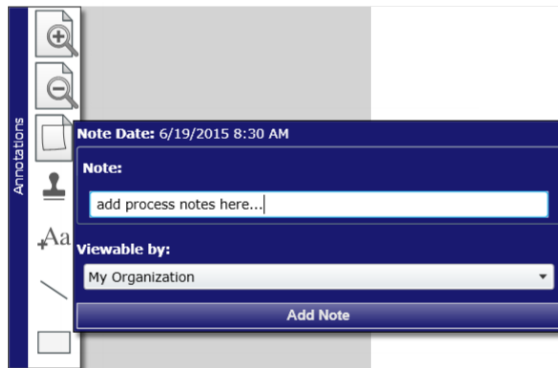 Annotations
Note Date: 6/19/2015 8:30 AM
Note:
add process notes here...
Aa
Viewable by:
My Organization
Add Note